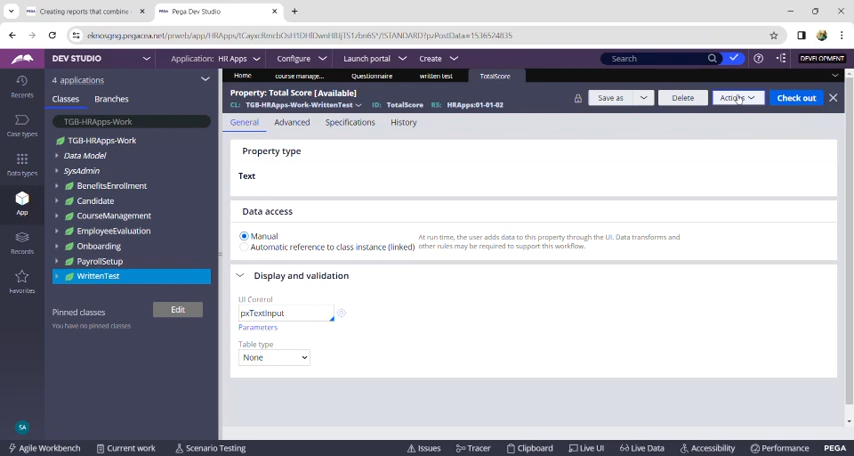 Creating reports that combine
Pega Dev Studio
DEV STUDIO
Application: HR Apps
Configure
Launch portal
Create
Search
DEVELOPMENT
Recents
Case types
Data types
App
Records
Favorites
SA
4 applications
Classes
Branches
TGB-HRApps-Work
TGB-HRApps-Work
Data Model
SysAdmin
BenefitsEnrollment
Candidate
CourseManagement
EmployeeEvaluation
Onboarding
PayrollSetup
WrittenTest
Pinned classes
Edit
You have no pinned classes
Home
course manage...
Questionnaire
written test
TotalScore
Property: Total Score [Available]
CL: TGB-HRApps-Work-WrittenTest
ID: TotalScore
RS: HRApps:01-01-02
Save as
Delete
Actions
Check out
General
Advanced
Specifications
History
Property type
Text
Data access
Manual
Automatic reference to class instance (linked)
At run time, the user adds data to this property through the UI. Data transforms and
other rules may be required to support this workflow.
Display and validation
UI Control
pxTextInput
Parameters
Table type
None
Agile Workbench
Current work
Scenario Testing
Issues
Tracer
Clipboard
Live UI
Live Data
Accessibility
Performance
PEGA